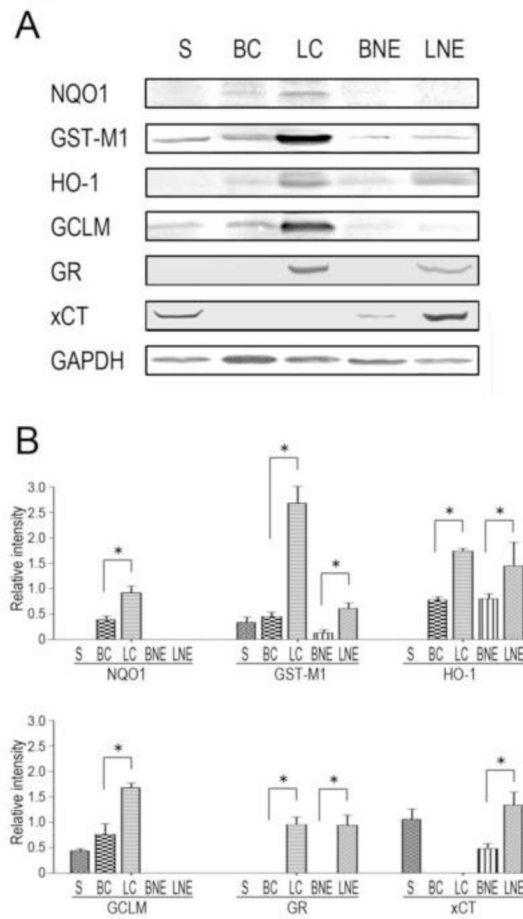 A
S BC LC BNE LNE
NQO1
GST-M1
HO-1
GCLM
GR
xCT
GAPDH
B
Relative intensity
3.0
2.5
2.0
1.5
1.0
0.5
0
* * * * *
S BC LC BNE LNE S BC LC BNE LNE S BC LC BNE LNE
NQO1 GST-M1 HO-1
Relative intensity
3.0
2.5
2.0
1.5
1.0
0.5
0
* * * *
S BC LC BNE LNE S BC LC BNE LNE S BC LC BNE LNE
GCLM GR xCT